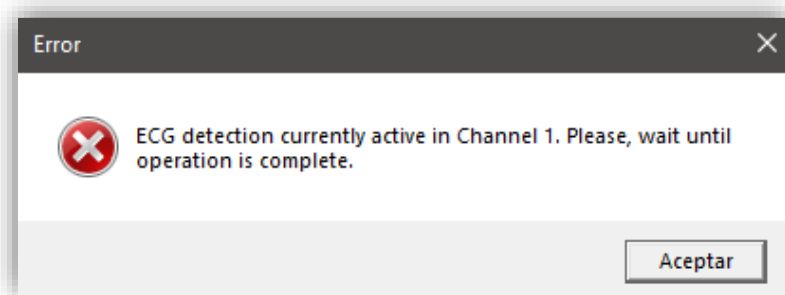 Error
ECG detection currently active in Channel 1. Please, wait until
operation is complete.
Aceptar